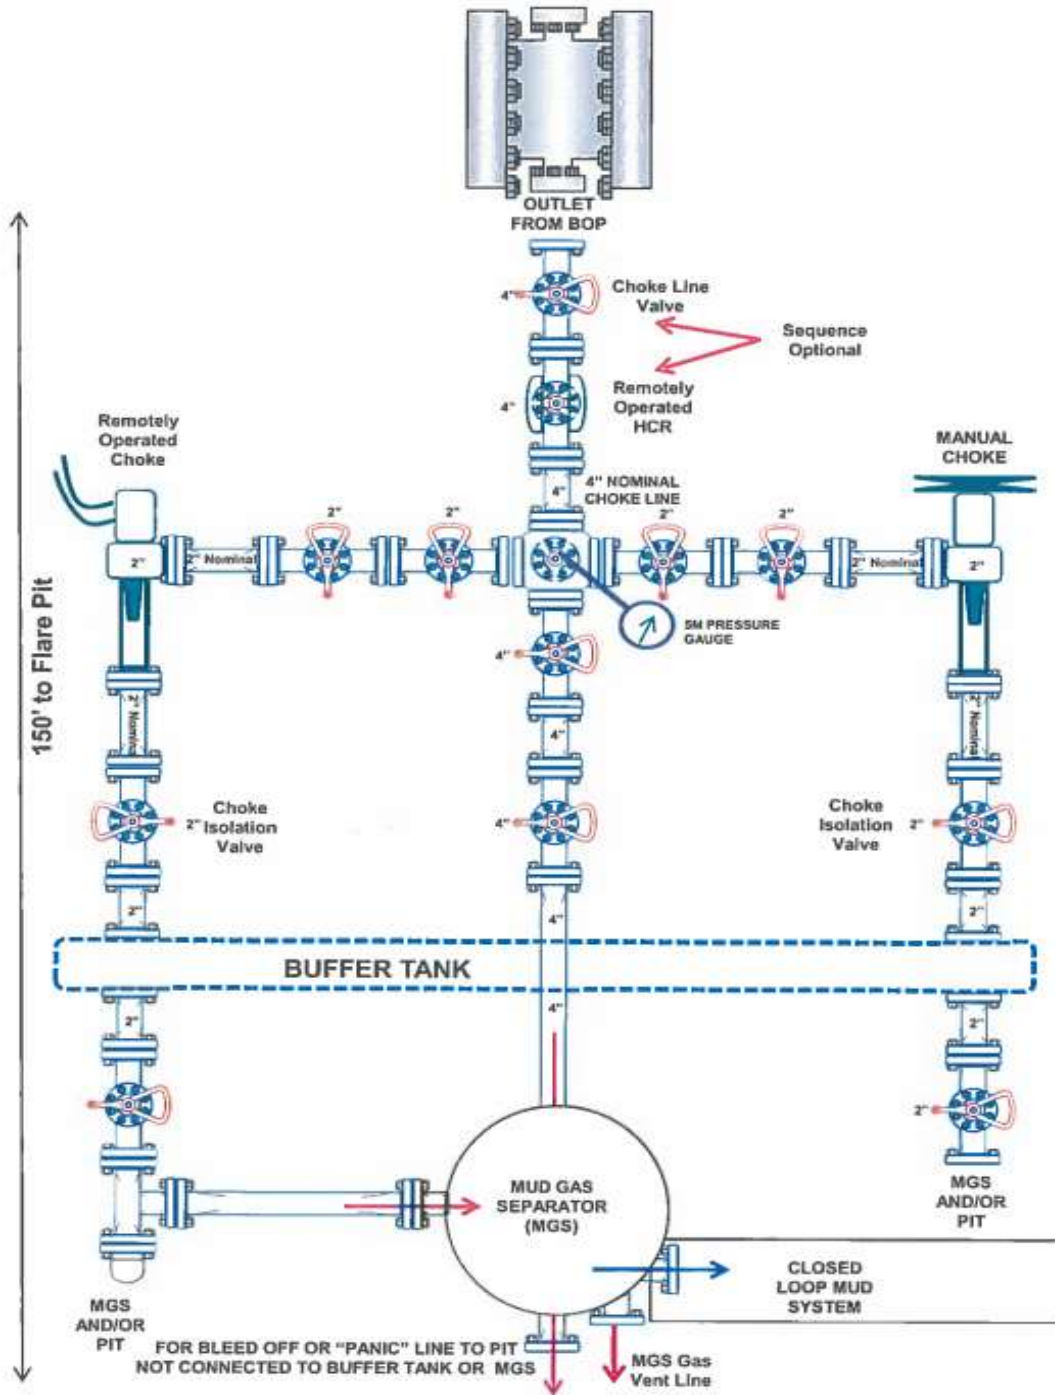 OUTLET
FROM BOP
4"
Choke Line
Valve
Sequence
Optional
4"
Remotely
Operated
HCR
Remotely
Operated
Choke
MANUAL
CHOKE
4"
4" NOMINAL
CHOKE LINE
2"
2"
2"
2"
2"
2" Nominal
2" Nominal
2"
5M PRESSURE
GAUGE
4"
150' to Flare Pit
2" Nominal
4"
2" Nominal
2"
Choke
Isolation
Valve
4"
Choke
Isolation
Valve
2"
2"
4"
2"
BUFFER TANK
2"
4"
2"
2"
MUD GAS
SEPARATOR
(MGS)
MGS
AND/OR
PIT
CLOSED
LOOP MUD
SYSTEM
MGS
AND/OR
PIT
FOR BLEED OFF OR "PANIC" LINE TO PIT
NOT CONNECTED TO BUFFER TANK OR MGS
MGS Gas
Vent Line